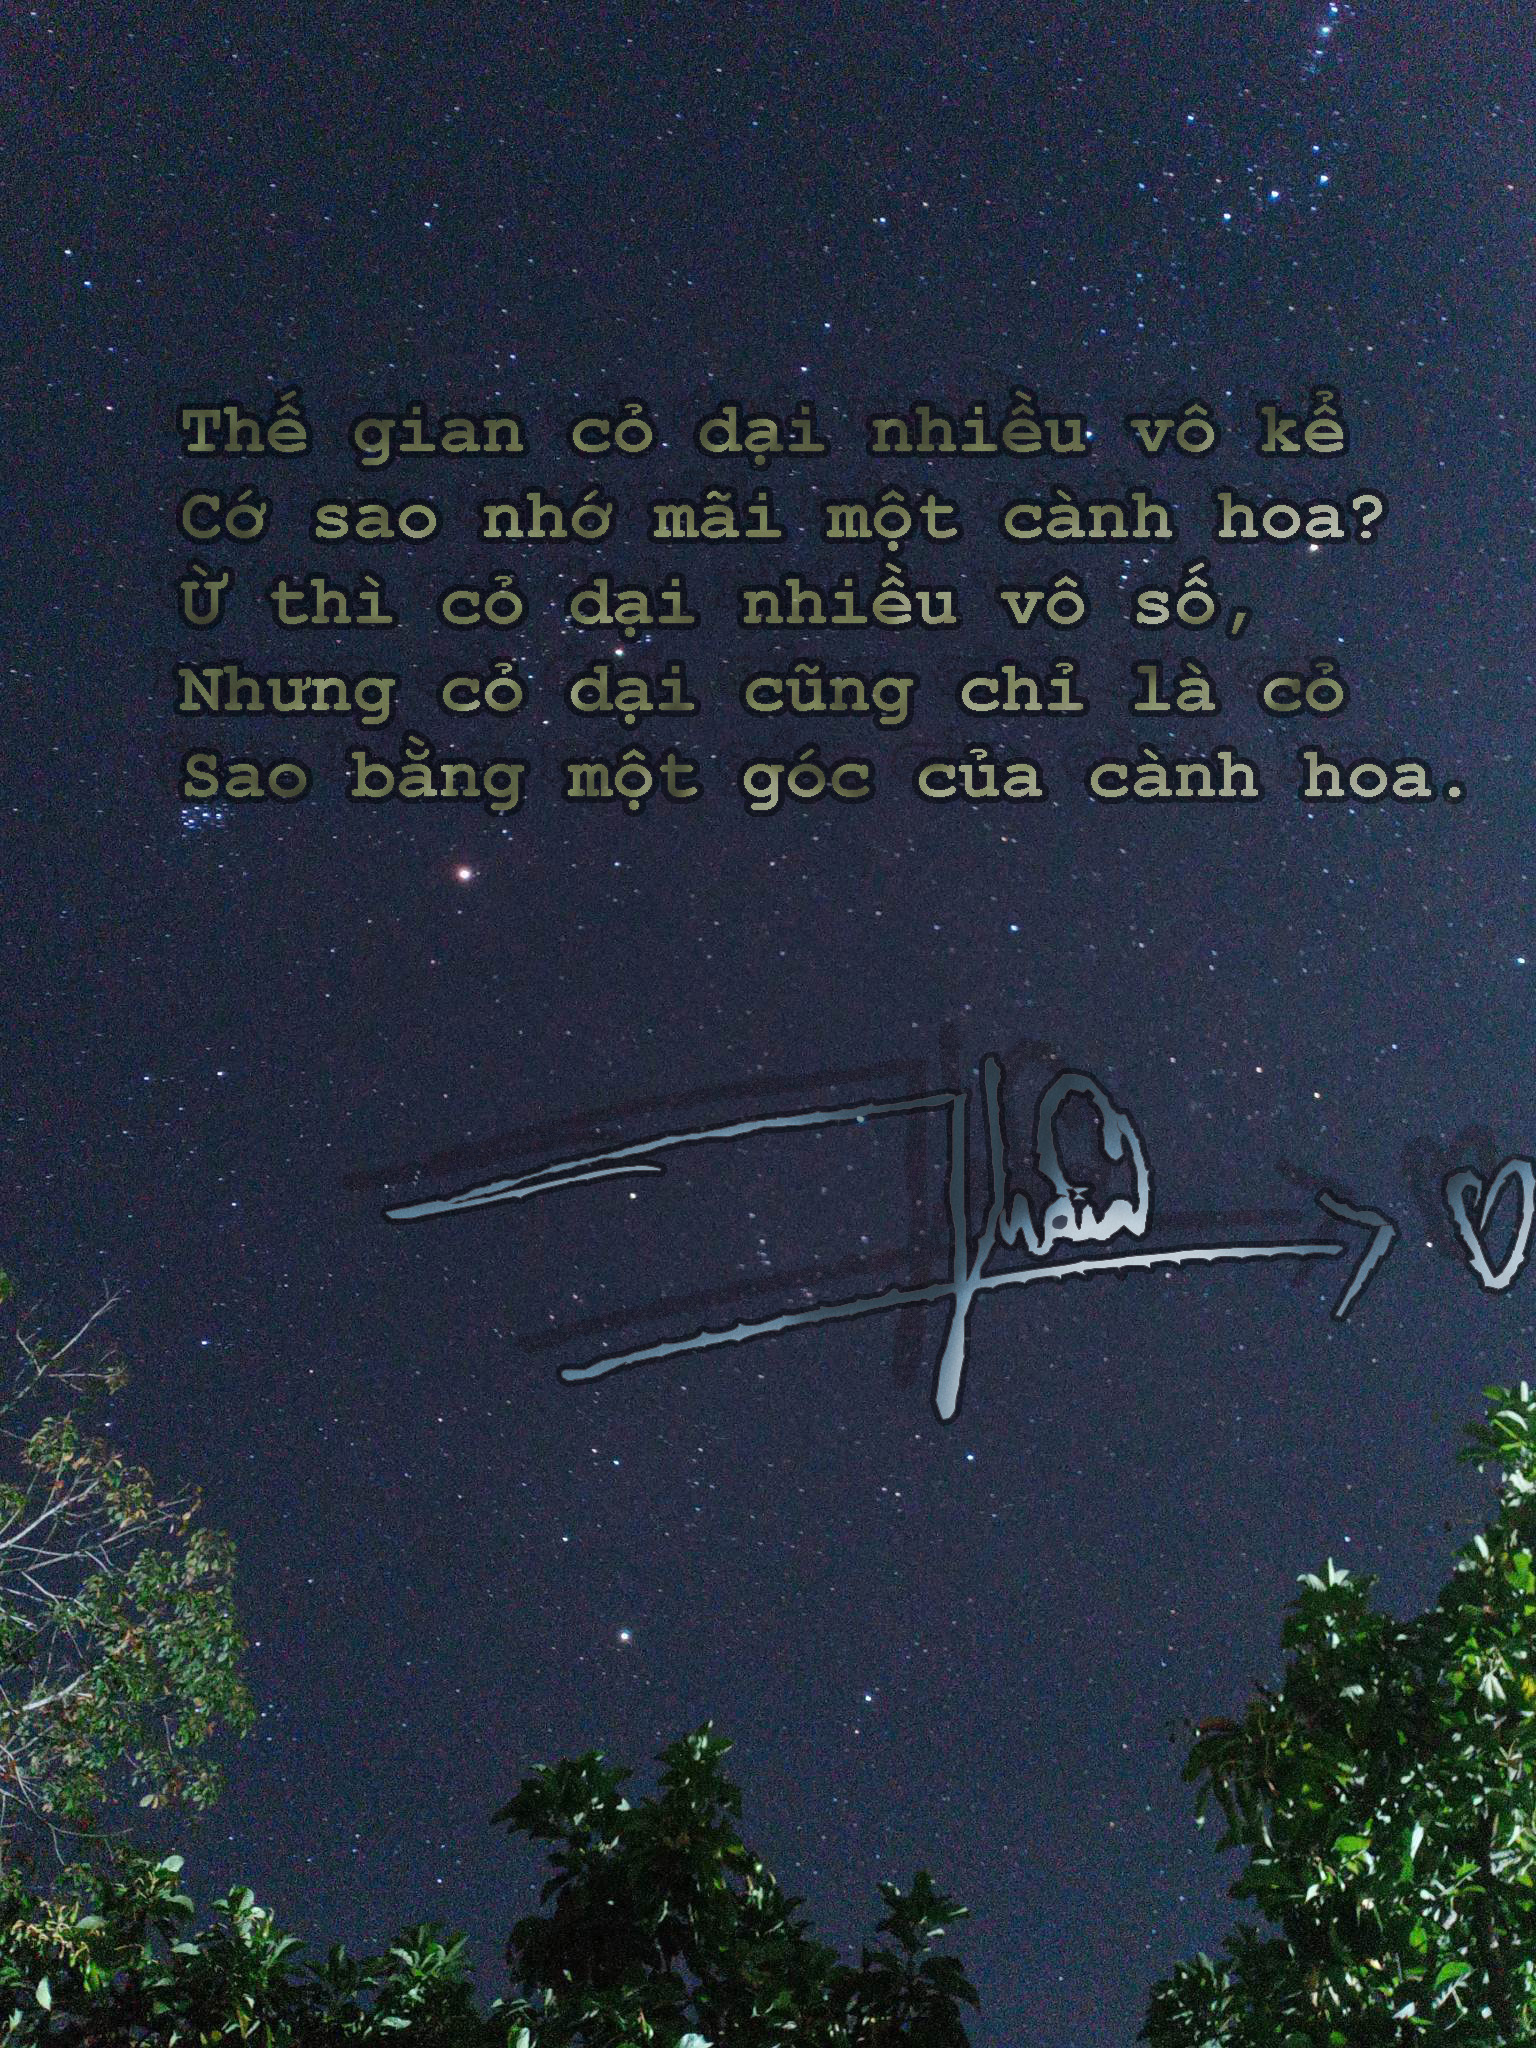 Thế gian cỏ dại nhiều vô kể
Cớ sao nhớ mãi một cành hoa?
Ừ thì cỏ dại nhiều vô số,
Nhưng cỏ dại cũng chỉ là cỏ
Sao bằng một góc của cành hoa.